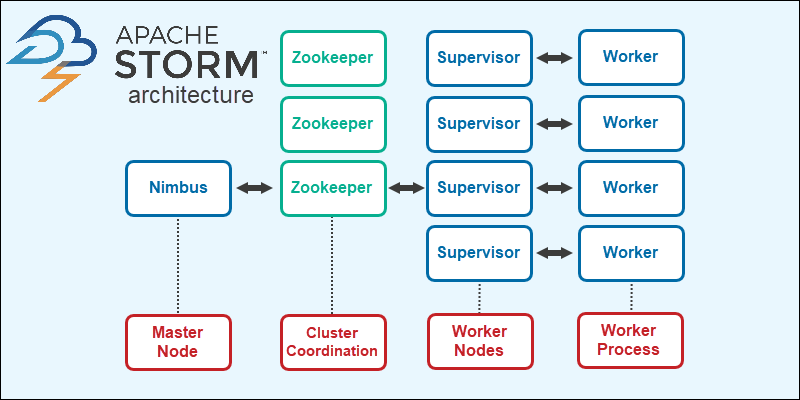 APACHE
STORM™
architecture
Zookeeper
Supervisor
Worker
Zookeeper
Supervisor
Worker
Nimbus
Zookeeper
Supervisor
Worker
Supervisor
Worker
Master
Node
Cluster
Coordination
Worker
Nodes
Worker
Process